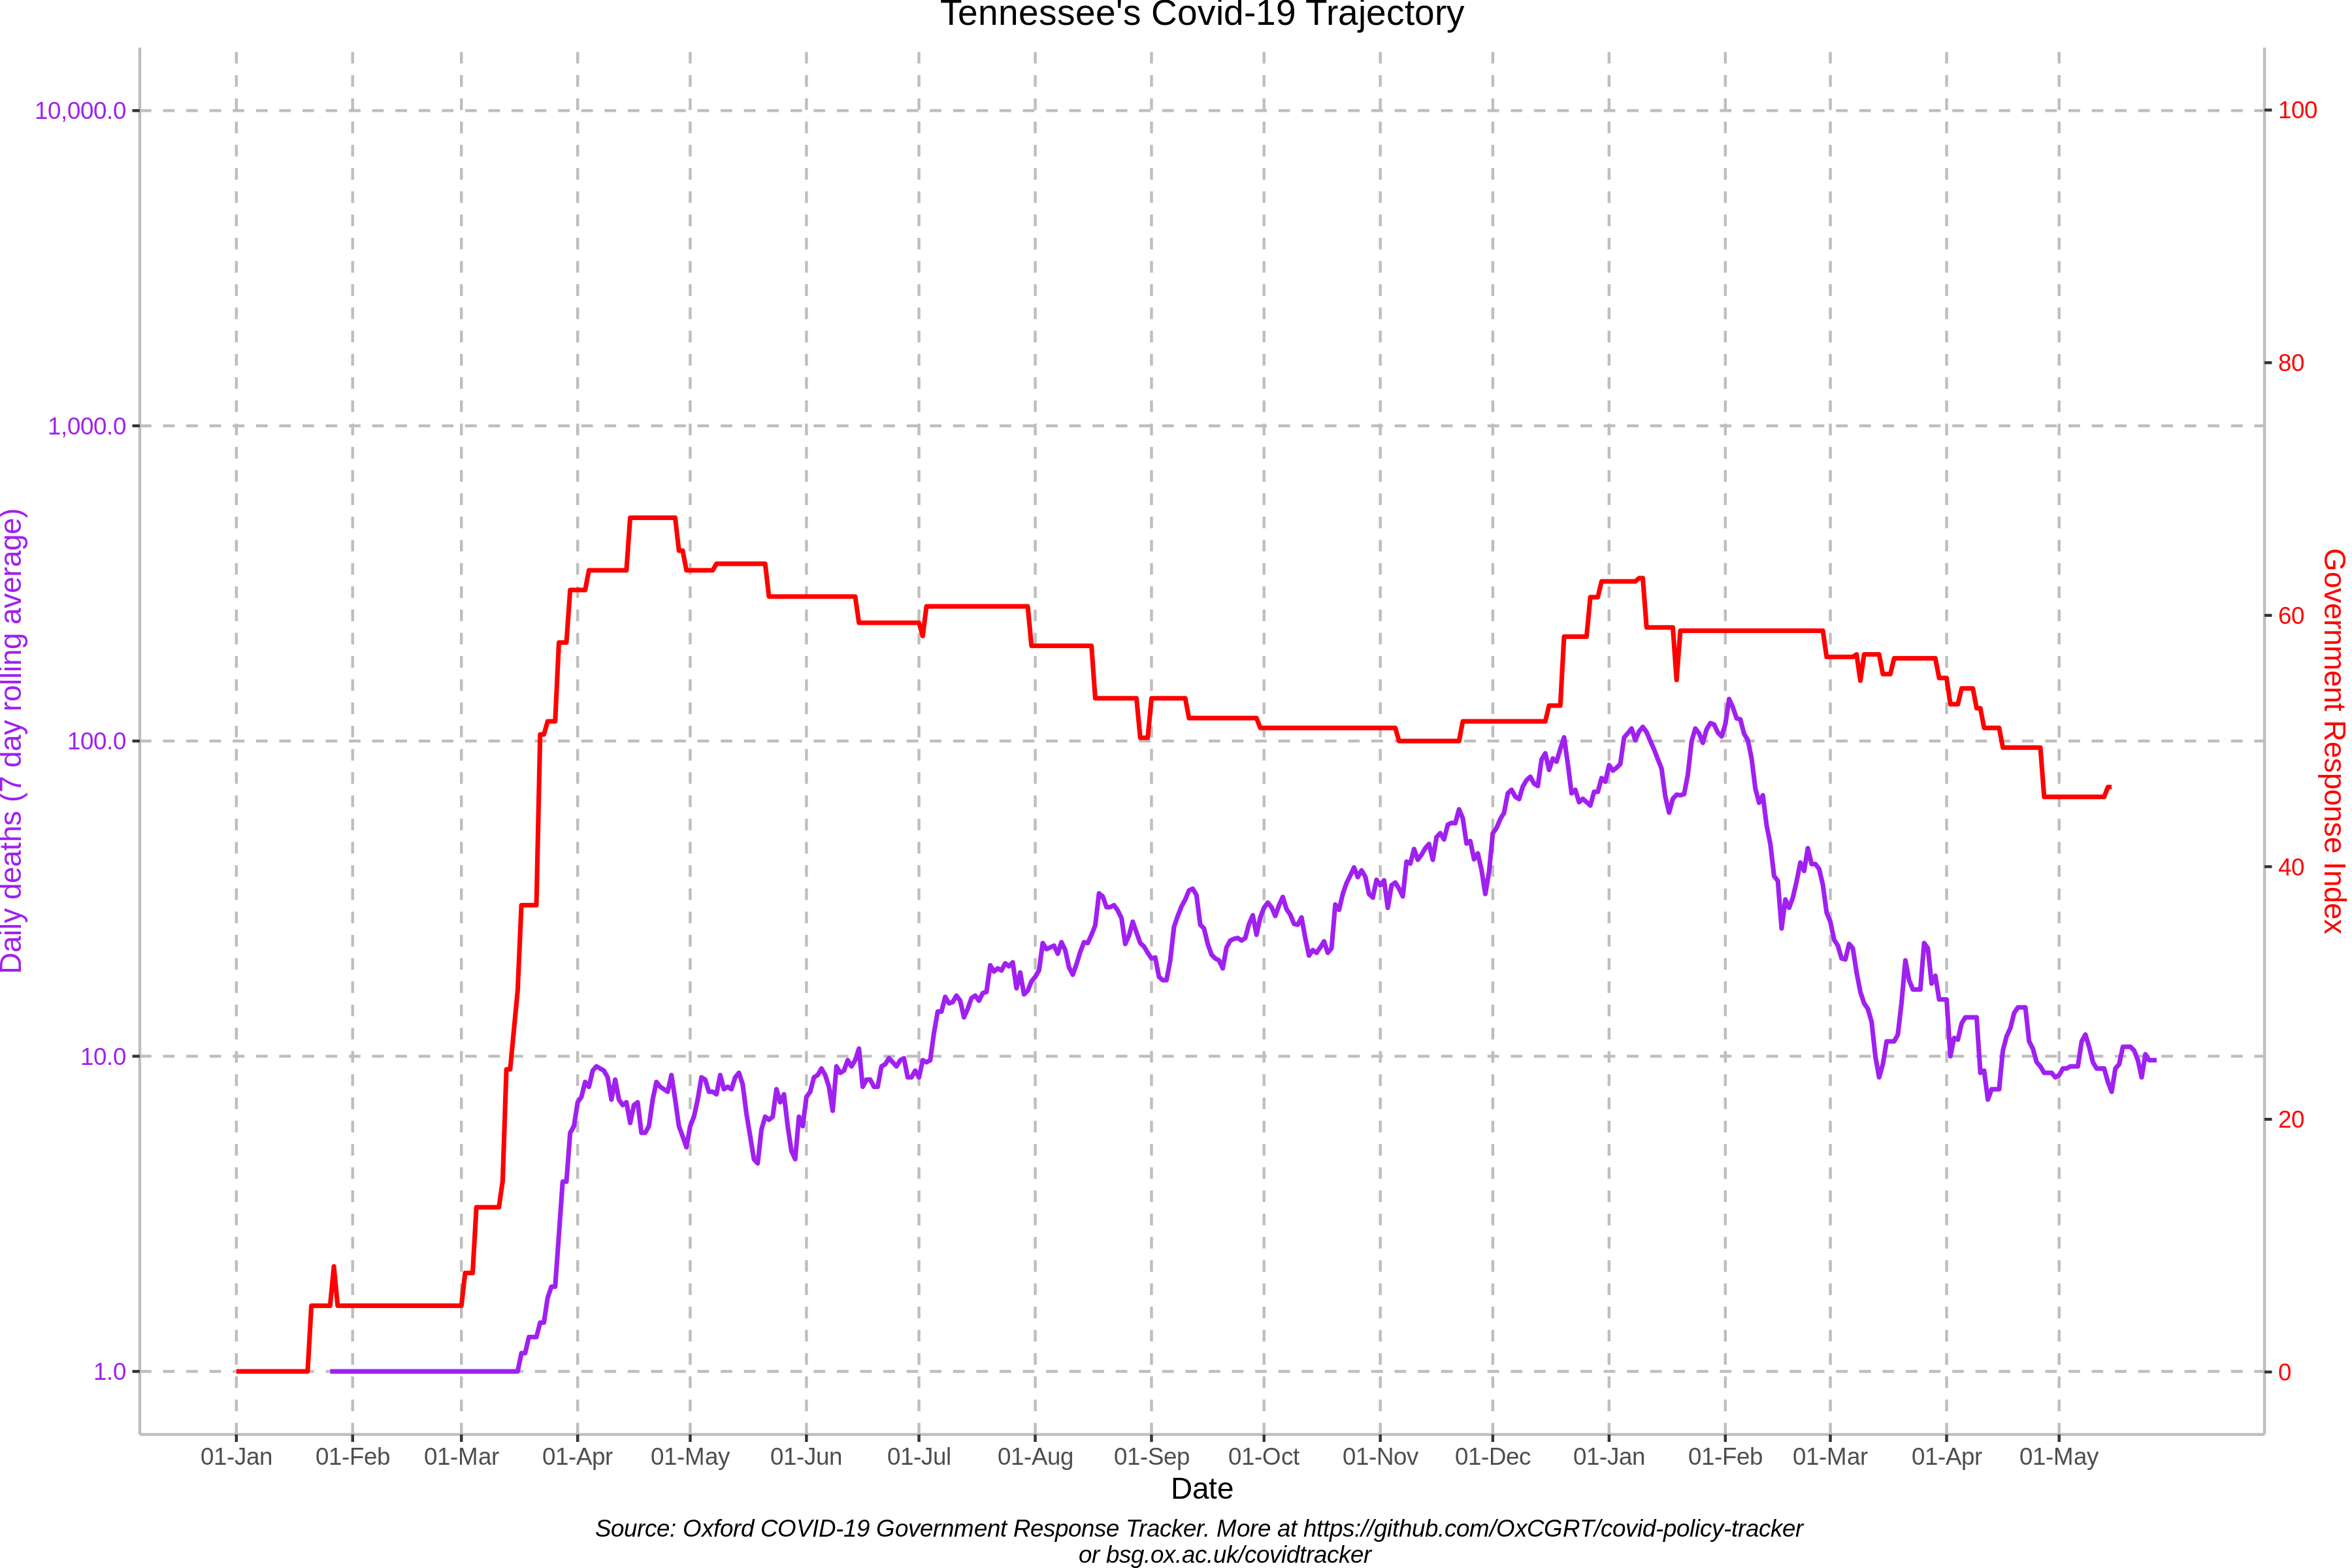 Tennessee's Covid-19 Trajectory
Daily deaths (7 day rolling average)
10,000.0
1,000.0
100.0
10.0
1.0
100
80
60
40
20
0
Government Response Index
01-Jan 01-Feb 01-Mar 01-Apr 01-May 01-Jun 01-Jul 01-Aug 01-Sep 01-Oct 01-Nov 01-Dec 01-Jan 01-Feb 01-Mar 01-Apr 01-May
Date
Source: Oxford COVID-19 Government Response Tracker. More at https://github.com/OxCGRT/covid-policy-tracker
or bsg.ox.ac.uk/covidtracker